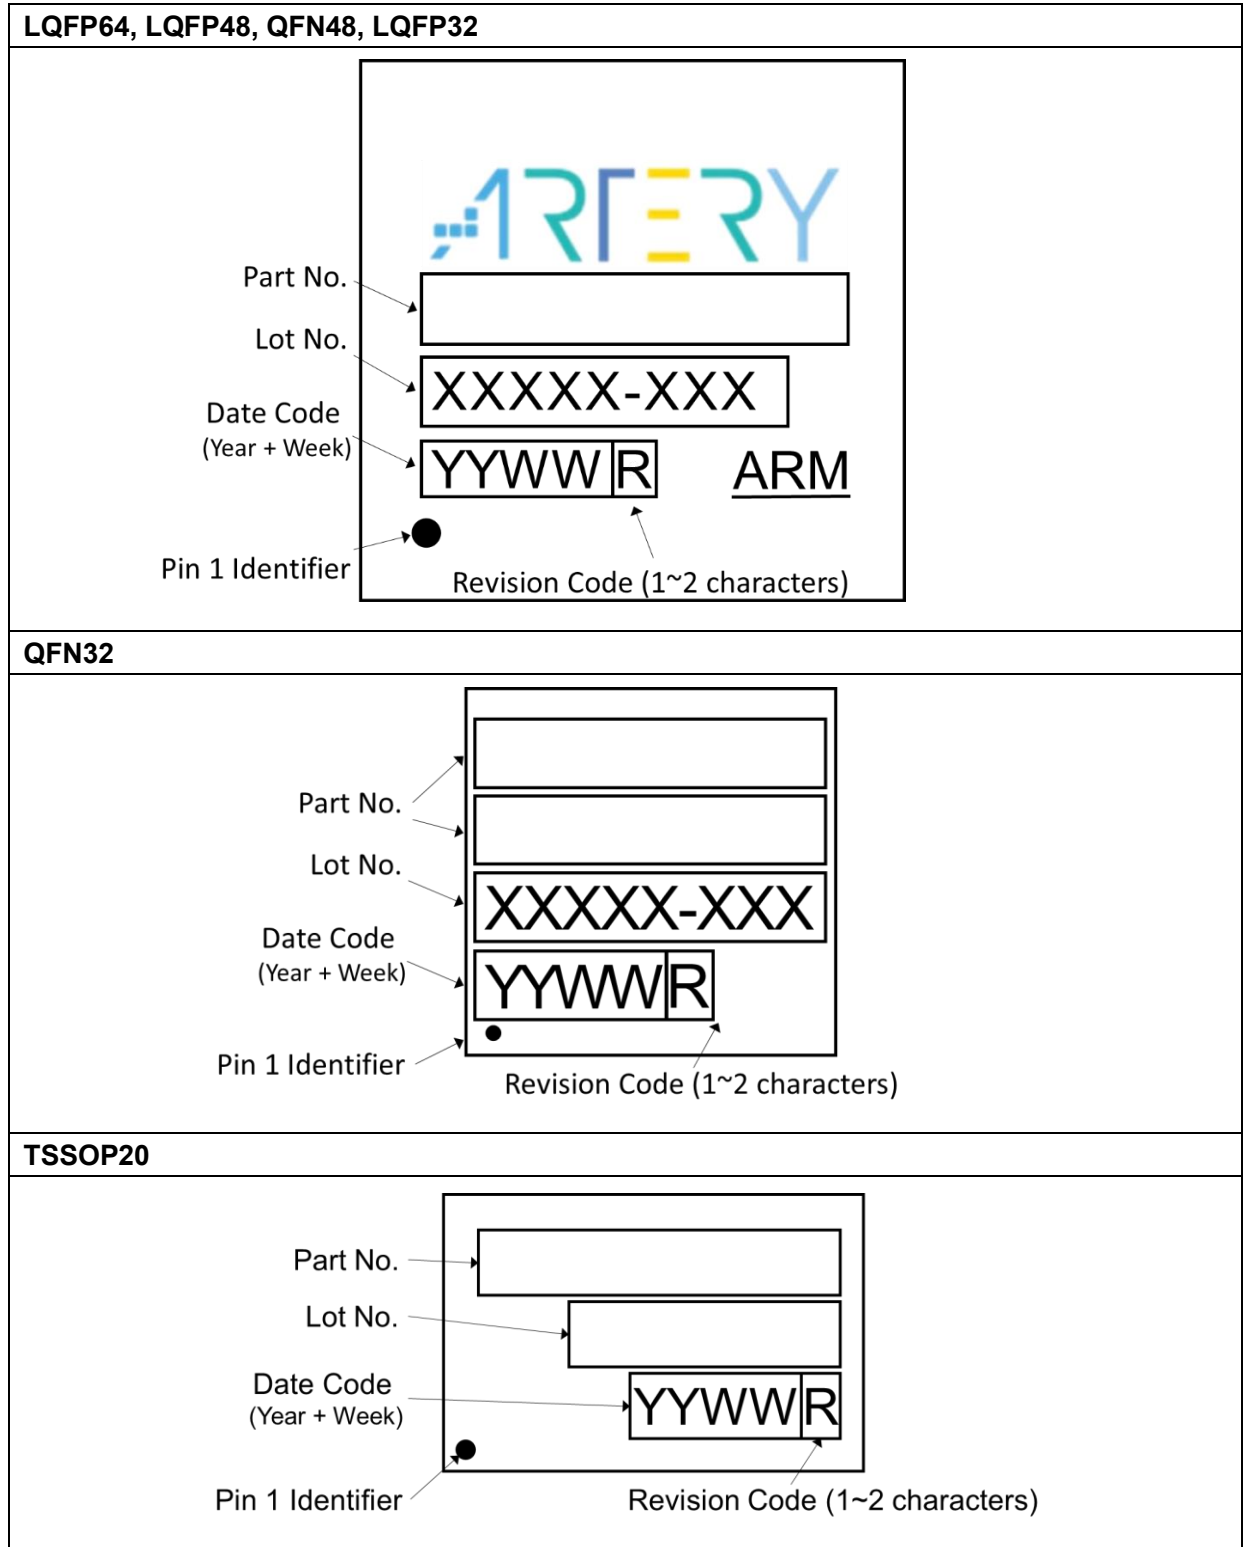 LQFP64, LQFP48, QFN48, LQFP32
ARTERY
Part No.
Lot No.
XXXXX-XXX
Date Code
(Year + Week)
YYWW R
ARM
Pin 1 Identifier
Revision Code (1~2 characters)
QFN32
Part No.
Lot No.
XXXXX-XXX
Date Code
(Year + Week)
YYWW R
Pin 1 Identifier
Revision Code (1~2 characters)
TSSOP20
Part No.
Lot No.
Date Code
(Year + Week)
YYWW R
Pin 1 Identifier
Revision Code (1~2 characters)